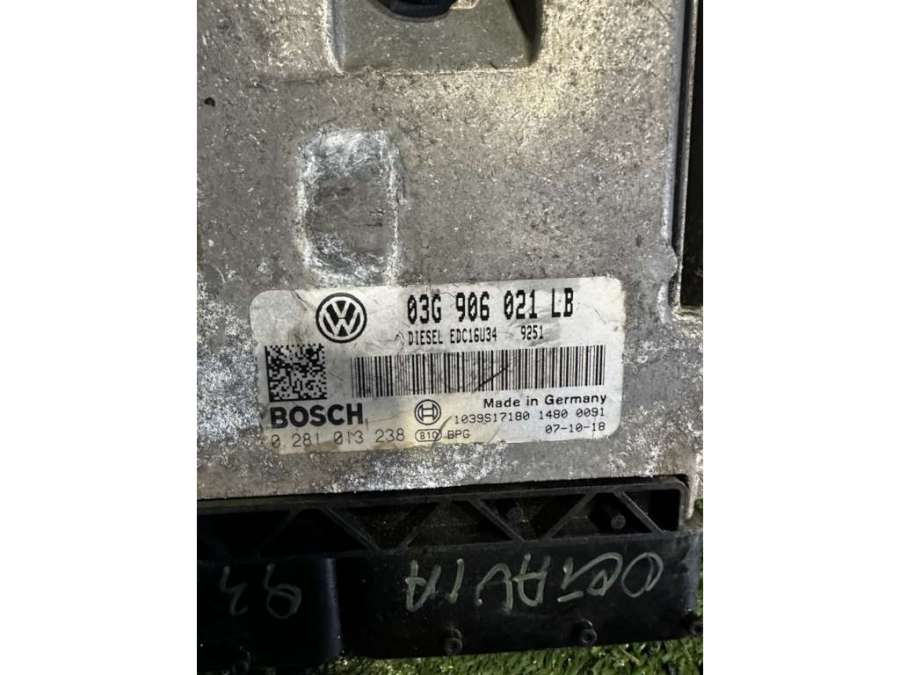 03G 906 021 LB
DIESEL EDC16U34 9251
BOSCH
Made in Germany
1039S17180 1480 0091
0 281 013 238 810 BPG
07-10-18
OCTAVIA